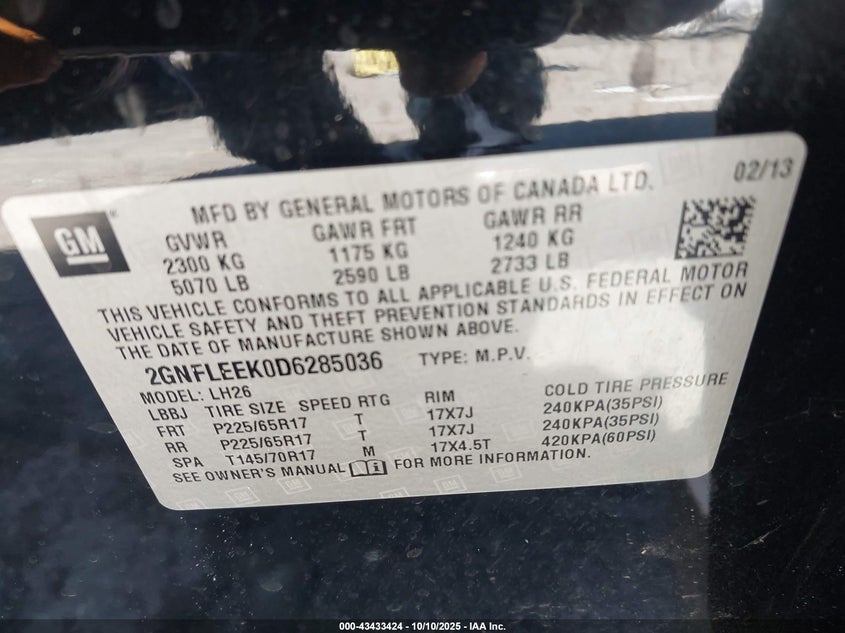 02/13
MFD BY GENERAL MOTORS OF CANADA LTD.
GM®
GVWR GAWR FRT GAWR RR
2300 KG 1175 KG 1240 KG
5070 LB 2590 LB 2733 LB
THIS VEHICLE CONFORMS TO ALL APPLICABLE U.S. FEDERAL MOTOR
VEHICLE SAFETY AND THEFT PREVENTION STANDARDS IN EFFECT ON
THE DATE OF MANUFACTURE SHOWN ABOVE.
2GNFLEEK0D6285036 TYPE: M.P.V.
MODEL: LH26
LBBJ TIRE SIZE SPEED RTG RIM COLD TIRE PRESSURE
FRT P225/65R17 T 17X7J 240KPA(35PSI)
RR P225/65R17 T 17X7J 240KPA(35PSI)
SPA T145/70R17 M 17X4.5T 420KPA(60PSI)
SEE OWNER'S MANUAL FOR MORE INFORMATION.
000-43433424 - 10/10/2025 - IAA Inc.